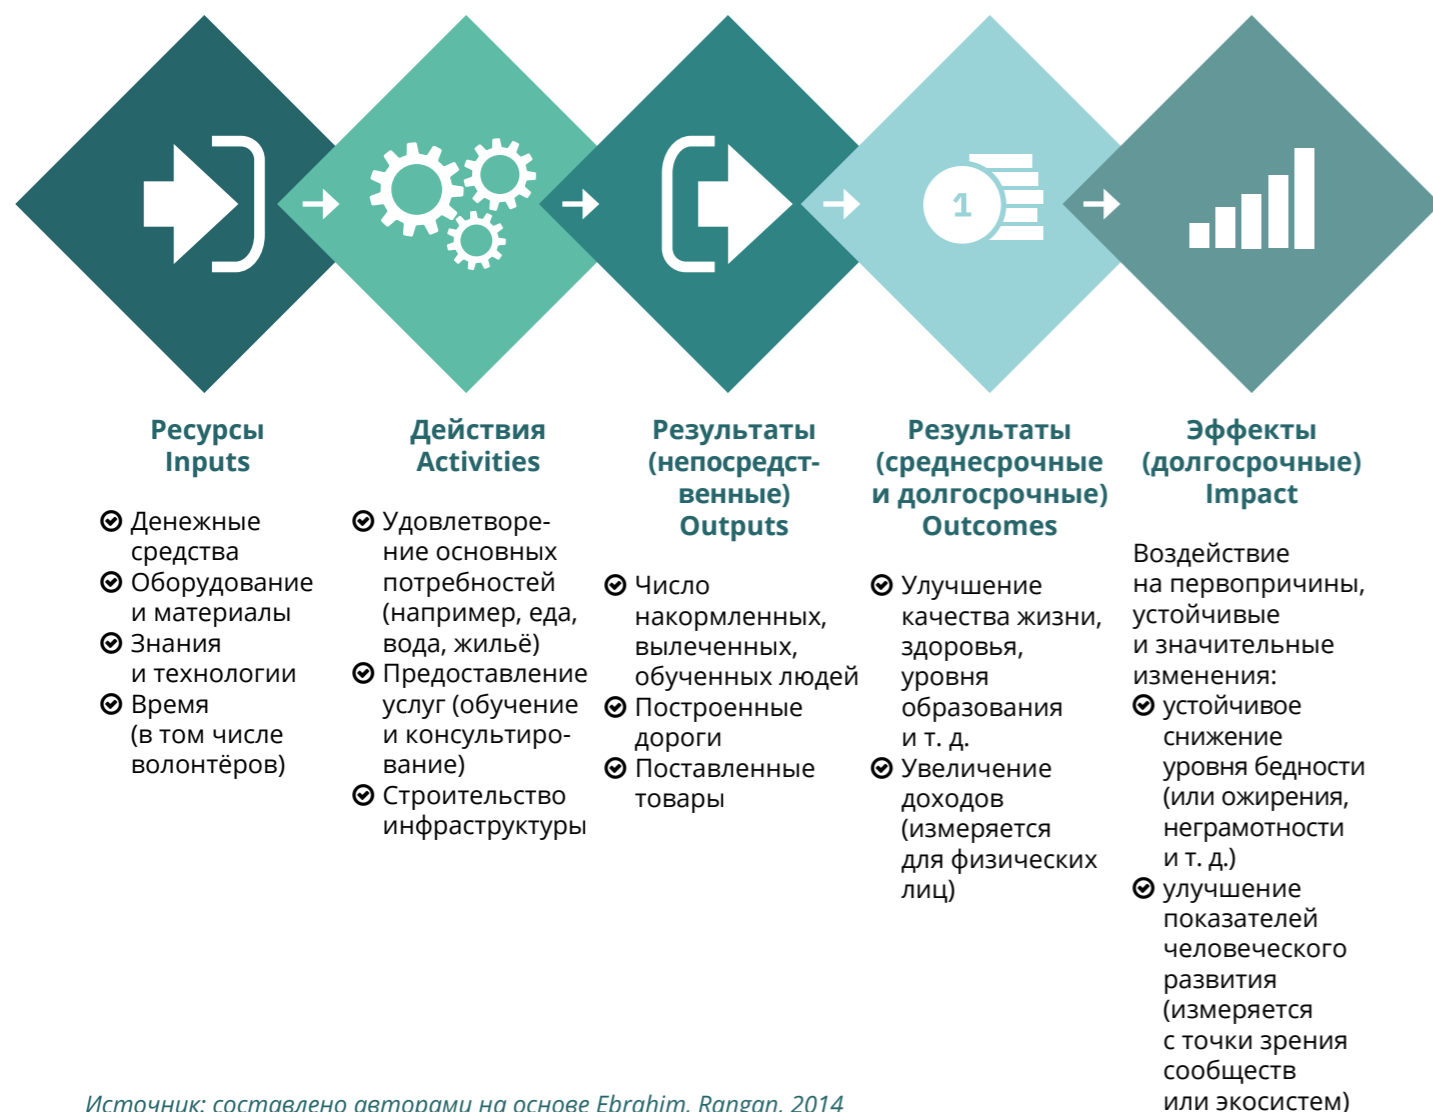 1
Ресурсы
Inputs
Денежные
средства
Оборудование
и материалы
Знания
и технологии
Время
(в том числе
волонтёров)
Действия
Activities
Удовлетворе-
ние основных
потребностей
(например, еда,
вода, жильё)
Предоставление
услуг (обучение
и консультиро-
вание)
Строительство
инфраструктуры
Результаты
(непосредст-
венные)
Outputs
Число
накормленных,
вылеченных,
обученных людей
Построенные
дороги
Поставленные
товары
Результаты
(среднесрочные
и долгосрочные)
Outcomes
Улучшение
качества жизни,
здоровья,
уровня
образования
и т. д.
Увеличение
доходов
(измеряется
для физических
лиц)
Эффекты
(долгосрочные)
Impact
Воздействие
на первопричины,
устойчивые
и значительные
изменения:
устойчивое
снижение
уровня бедности
(или ожирения,
неграмотности
и т. д.)
улучшение
показателей
человеческого
развития
(измеряется
с точки зрения
сообществ
или экосистем)
Источник: составлено авторами на основе Ebrahim, Rangan, 2014